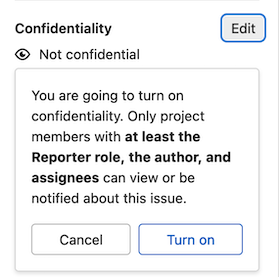 Confidentiality
Edit
Not confidential
You are going to turn on
confidentiality. Only project
members with at least the
Reporter role, the author, and
assignees can view or be
notified about this issue.
Cancel
Turn on